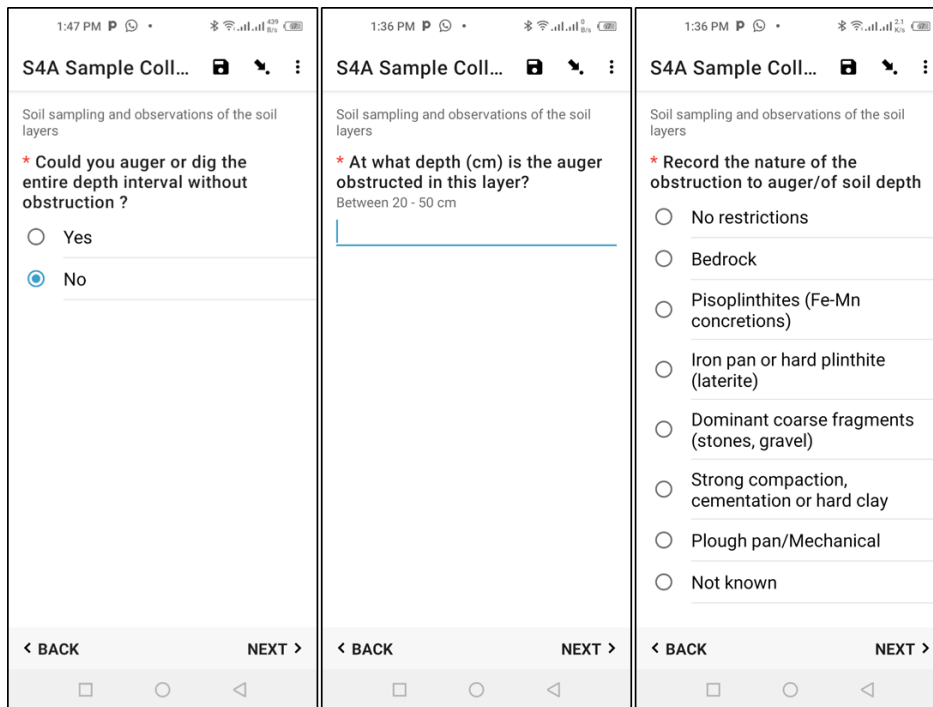 1:47 PM P 439 B/s
S4A Sample Coll...
Soil sampling and observations of the soil
layers
* Could you auger or dig the
entire depth interval without
obstruction ?
Yes
No
BACK NEXT
1:36 PM P 0 B/s
S4A Sample Coll...
Soil sampling and observations of the soil
layers
* At what depth (cm) is the auger
obstructed in this layer?
Between 20 - 50 cm
BACK NEXT
1:36 PM P 2.1 K/s
S4A Sample Coll...
Soil sampling and observations of the soil
layers
* Record the nature of the
obstruction to auger/of soil depth
No restrictions
Bedrock
Pisoplinthites (Fe-Mn
concretions)
Iron pan or hard plinthite
(laterite)
Dominant coarse fragments
(stones, gravel)
Strong compaction,
cementation or hard clay
Plough pan/Mechanical
Not known
BACK NEXT